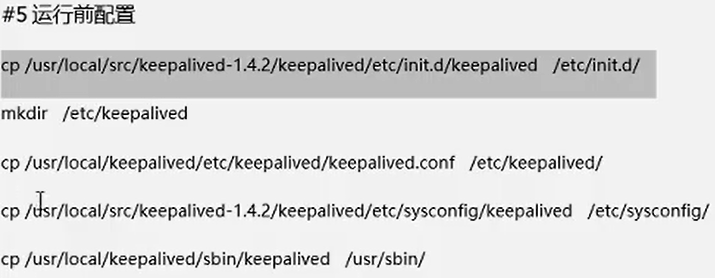 #5 运行前配置
cp /usr/local/src/keepalived-1.4.2/keepalived/etc/init.d/keepalived /etc/init.d/
mkdir /etc/keepalived
cp /usr/local/keepalived/etc/keepalived/keepalived.conf /etc/keepalived/
cp /usr/local/src/keepalived-1.4.2/keepalived/etc/sysconfig/keepalived /etc/sysconfig/
cp /usr/local/keepalived/sbin/keepalived /usr/sbin/